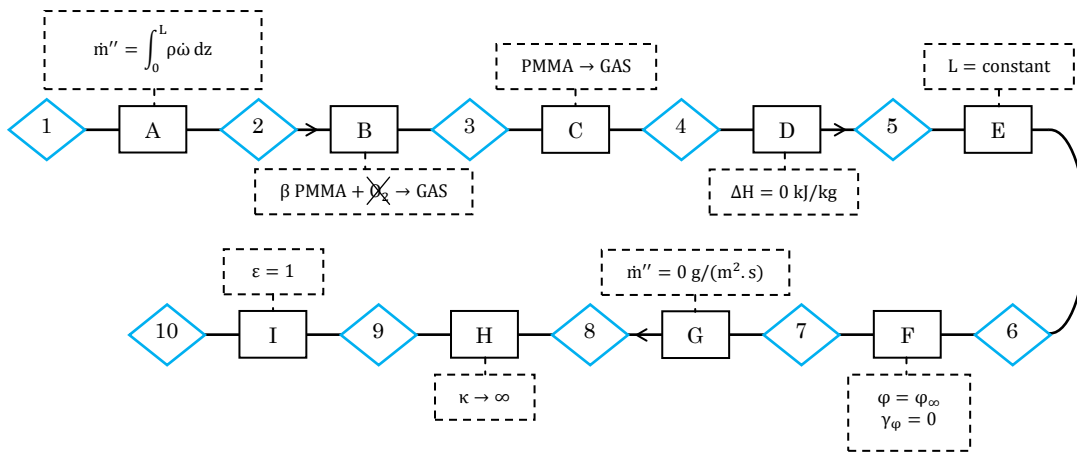 ṁ″ = ∫₀ᴸ ρω̇ dz
PMMA → GAS
L = constant
1 A 2 B 3 C 4 D 5 E
β PMMA + O₂ → GAS
ΔH = 0 kJ/kg
ε = 1
ṁ″ = 0 g/(m². s)
10 I 9 H 8 G 7 F 6
κ → ∞
φ = φ∞
γφ = 0